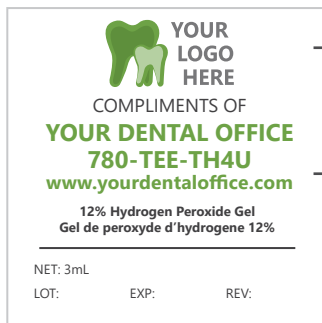 YOUR
LOGO
HERE
COMPLIMENTS OF
YOUR DENTAL OFFICE
780-TEE-TH4U
www.yourdentaloffice.com
12% Hydrogen Peroxide Gel
Gel de peroxyde d'hydrogene 12%
NET: 3mL
LOT: EXP: REV: